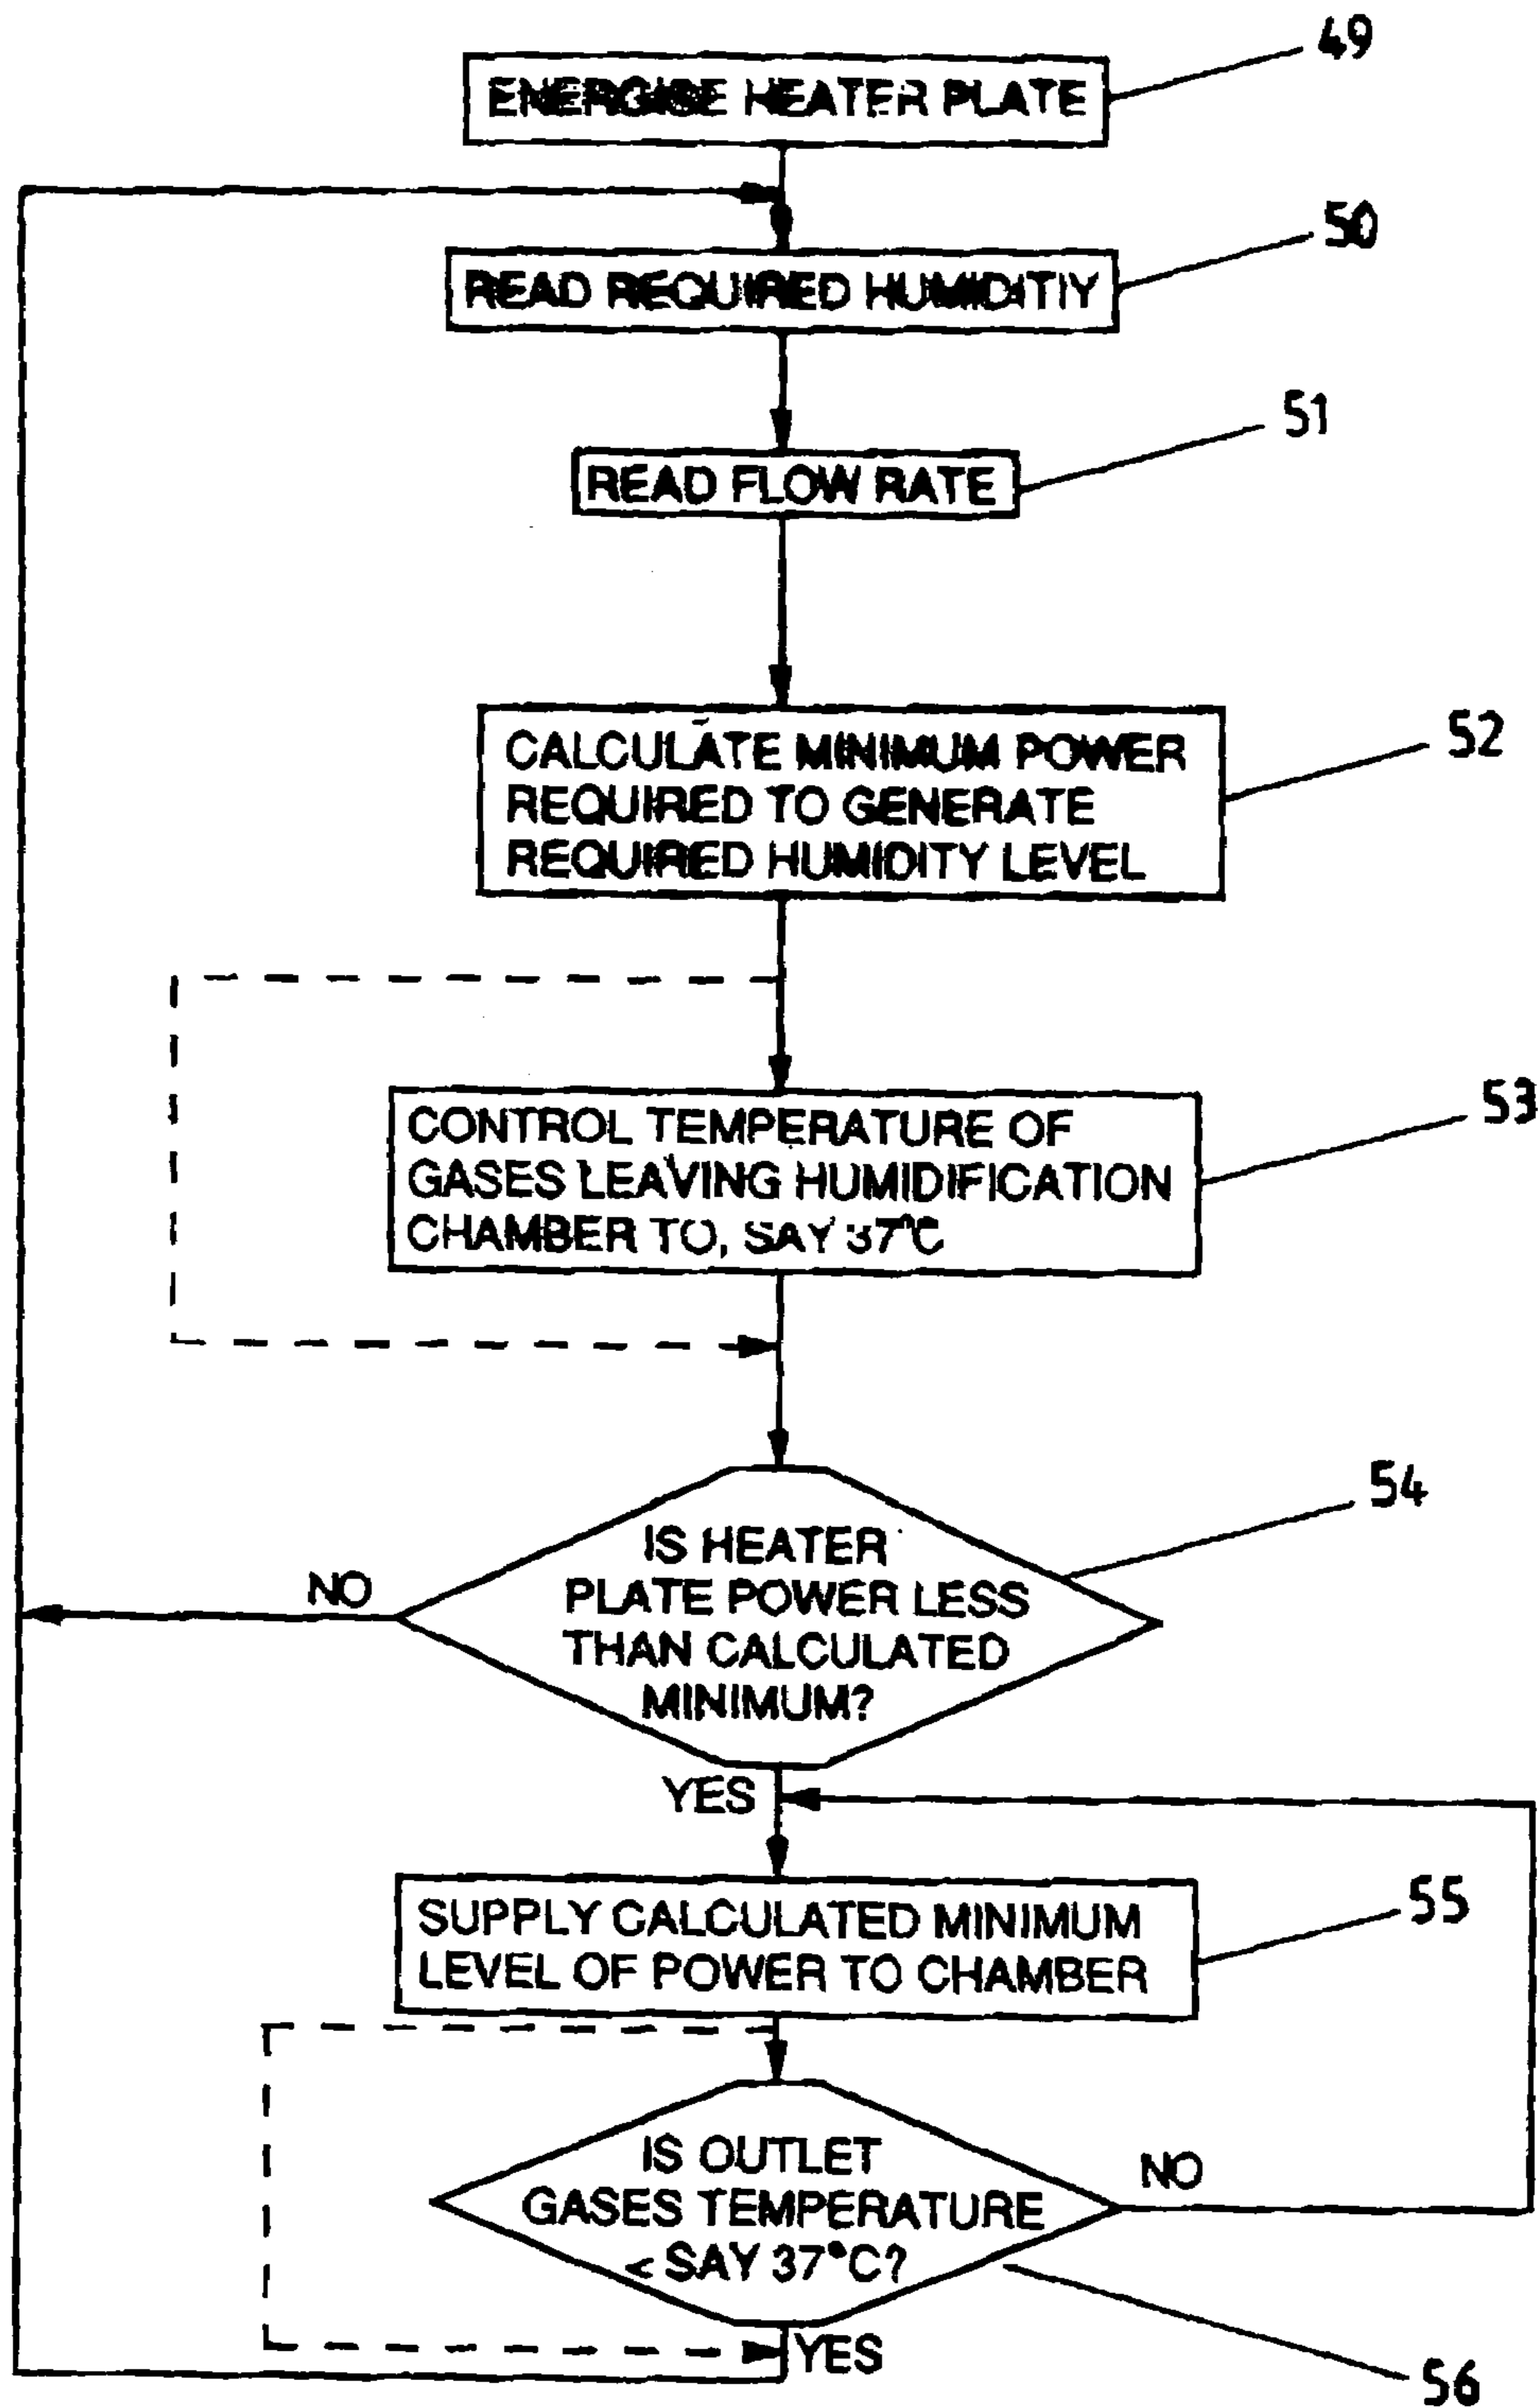 49
ENERGISE HEATER PLATE
50
READ REQUIRED HUMIDITIY
51
READ FLOW RATE
52
CALCULATE MINIMUM POWER
REQUIRED TO GENERATE
REQUIRED HUMIDITY LEVEL
53
CONTROL TEMPERATURE OF
GASES LEAVING HUMIDIFICATION
CHAMBER TO, SAY 37°C
54
IS HEATER
PLATE POWER LESS
THAN CALCULATED
MINIMUM?
NO
YES
55
SUPPLY CALCULATED MINIMUM
LEVEL OF POWER TO CHAMBER
IS OUTLET
GASES TEMPERATURE
< SAY 37°C?
NO
YES
56